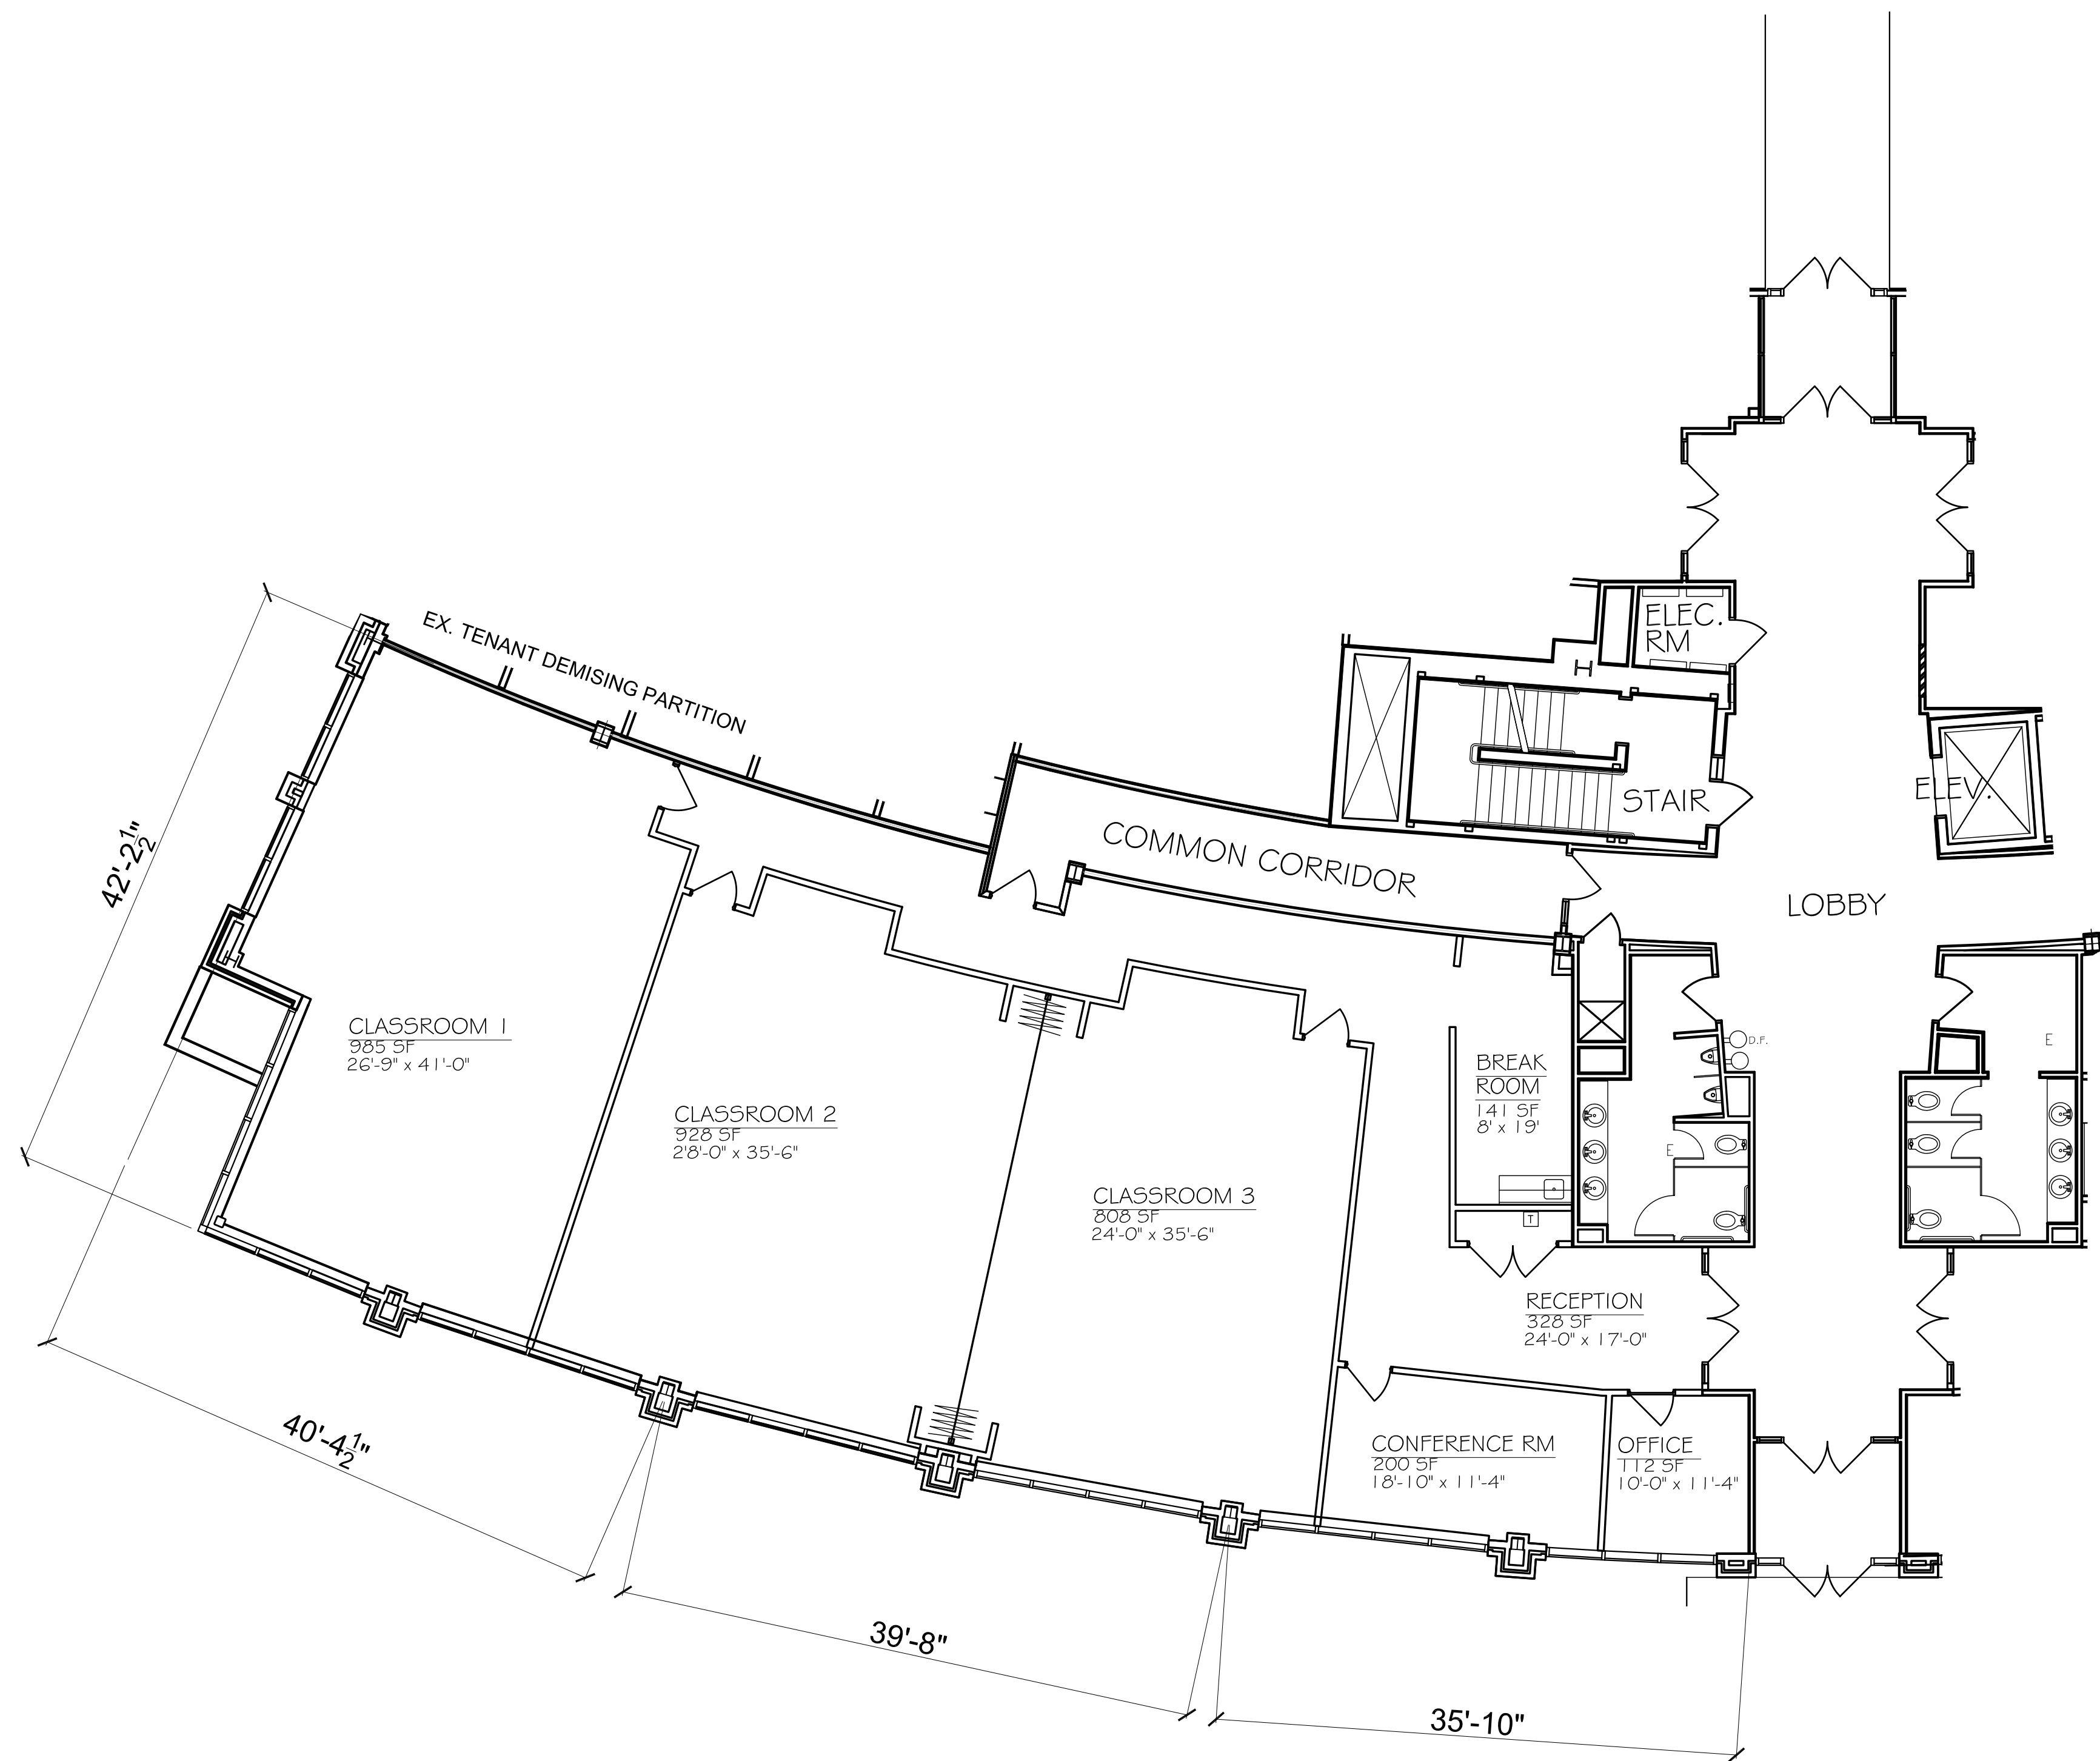 ELEC.
RM
EX. TENANT DEMISING PARTITION
STAIR
ELEV.
COMMON CORRIDOR
LOBBY
42'-2 1/2"
CLASSROOM 1
985 SF
26'-9" x 41'-0"
D.F.
E
BREAK
ROOM
141 SF
8' x 19'
CLASSROOM 2
928 SF
2'8'-0" x 35'-6"
E
CLASSROOM 3
808 SF
24'-0" x 35'-6"
T
RECEPTION
328 SF
24'-0" x 17'-0"
40'-4 1/2"
CONFERENCE RM
200 SF
18'-10" x 11'-4"
OFFICE
112 SF
10'-0" x 11'-4"
39'-8"
35'-10"